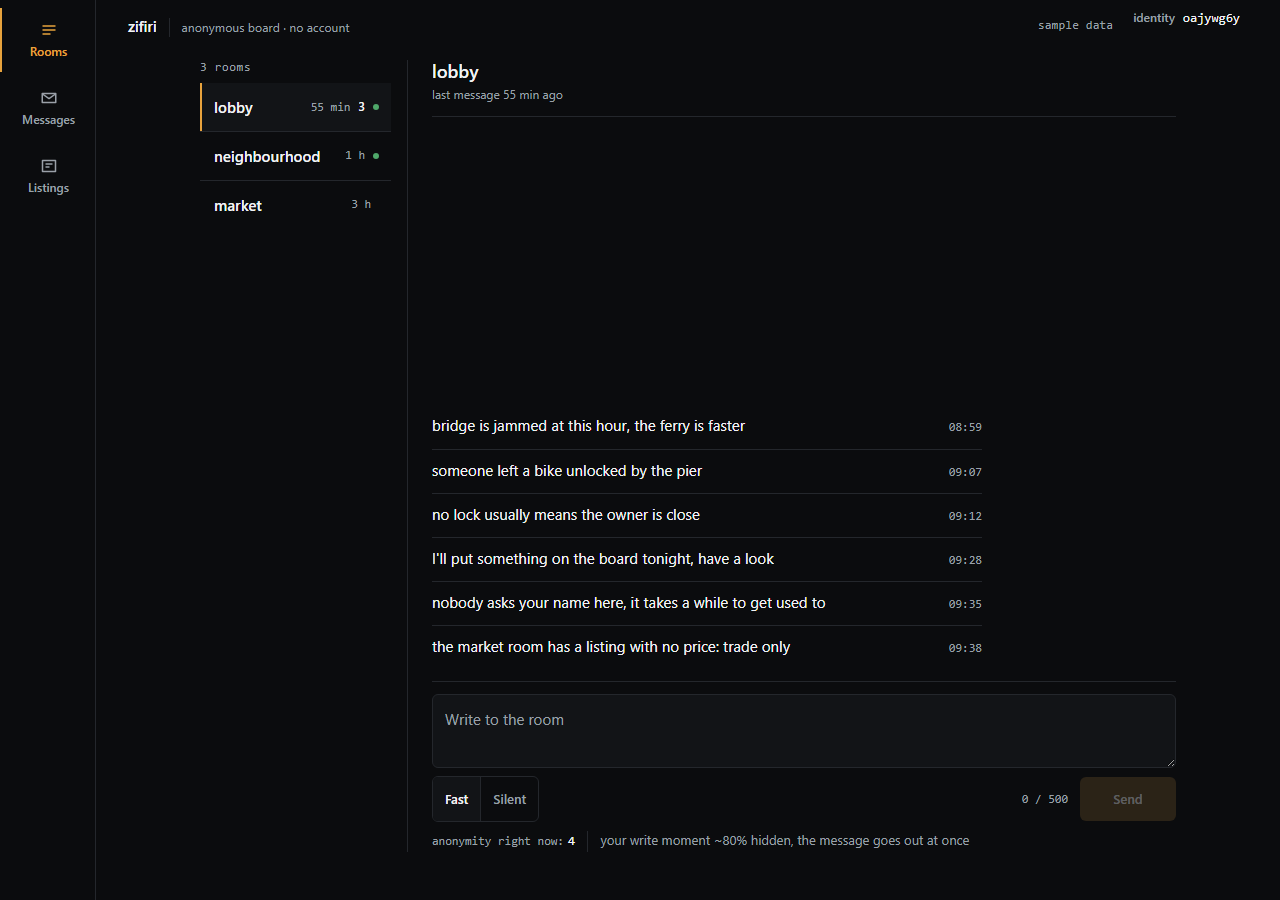 Rooms
Messages
Listings
zifiri
anonymous board · no account
sample data
identity oajywg6y
3 rooms
lobby 55 min 3
neighbourhood 1 h
market 3 h
lobby
last message 55 min ago
bridge is jammed at this hour, the ferry is faster 08:59
someone left a bike unlocked by the pier 09:07
no lock usually means the owner is close 09:12
I'll put something on the board tonight, have a look 09:28
nobody asks your name here, it takes a while to get used to 09:35
the market room has a listing with no price: trade only 09:38
Write to the room
Fast Silent 0 / 500 Send
anonymity right now: 4 your write moment ~80% hidden, the message goes out at once